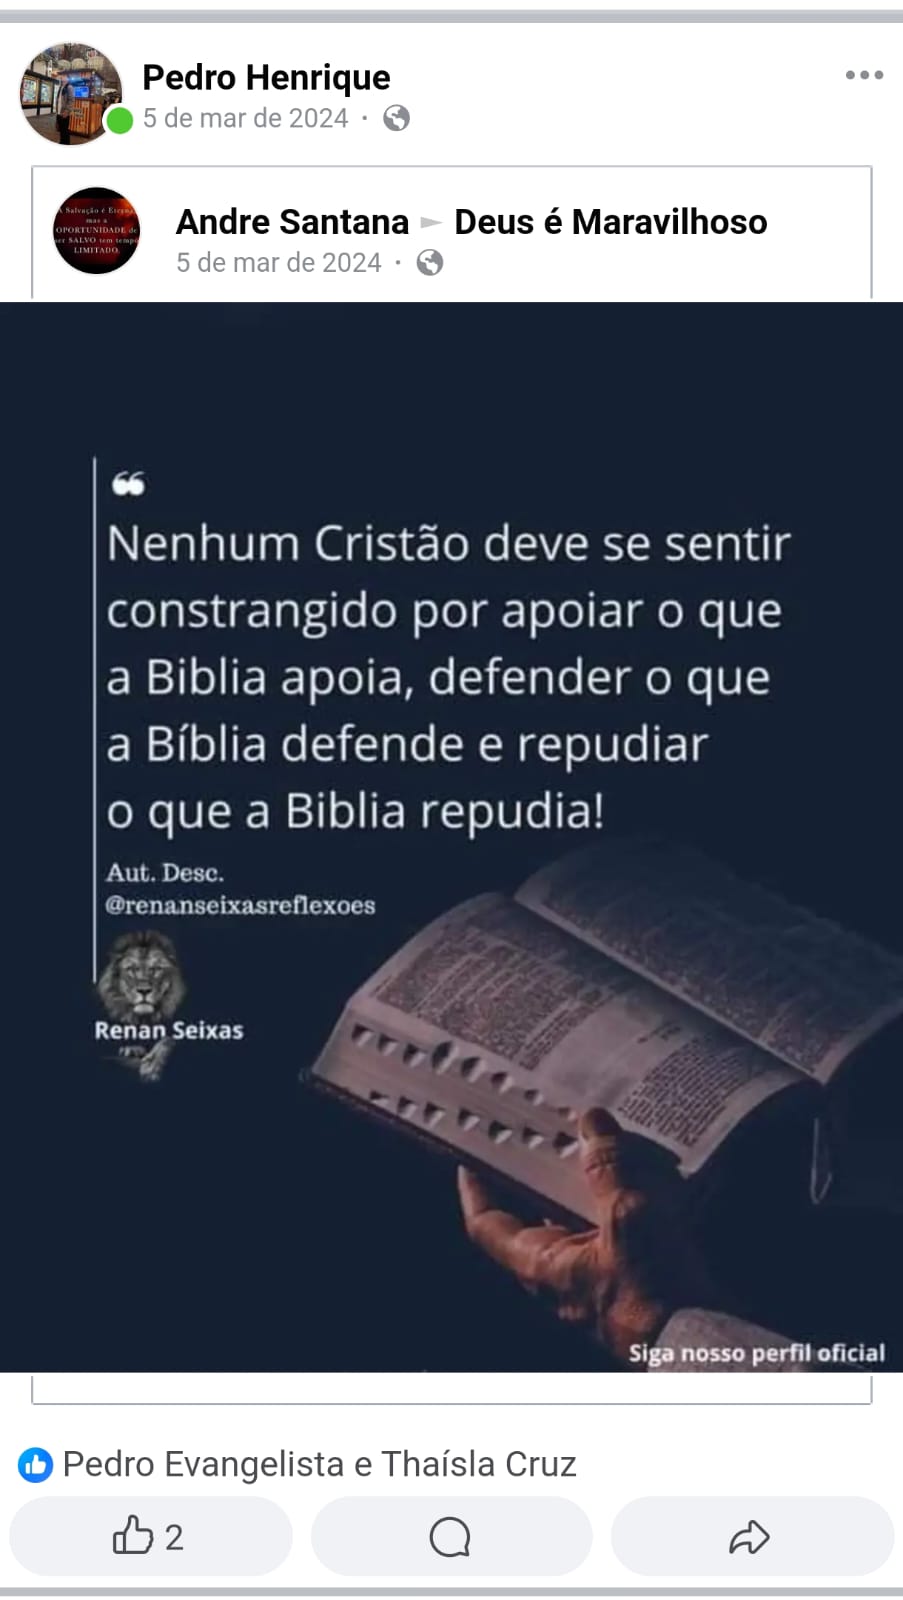 Pedro Henrique
5 de mar de 2024 ·
A Salvação é Eterna
mas a
OPORTUNIDADE de
ser SALVO tem tempo
LIMITADO.
Andre Santana ► Deus é Maravilhoso
5 de mar de 2024 ·
❝
Nenhum Cristão deve se sentir
constrangido por apoiar o que
a Biblia apoia, defender o que
a Bíblia defende e repudiar
o que a Biblia repudia!
Aut. Desc.
@renanseixasreflexoes
Renan Seixas
Siga nosso perfil oficial
Pedro Evangelista e Thaísla Cruz
2